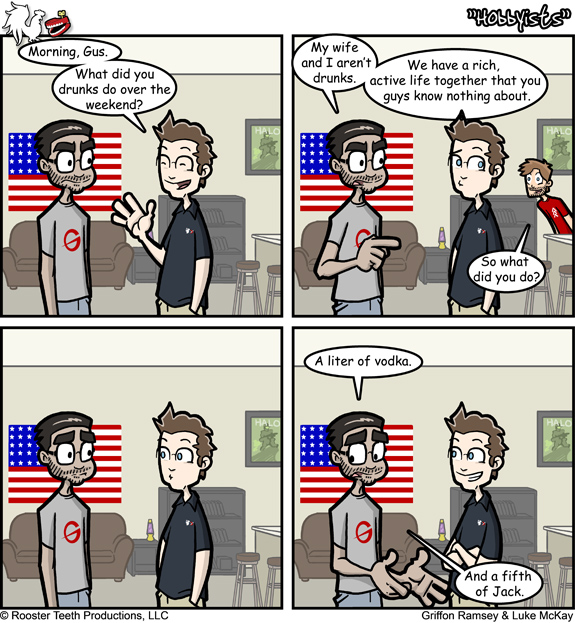 "Hobbyists"
Morning, Gus.
What did you
drunks do over the
weekend?
HALO
My wife
and I aren't
drunks.
We have a rich,
active life together that you
guys know nothing about.
HALO
So what
did you do?
HALO
A liter of vodka.
HALO
And a fifth
of Jack.
© Rooster Teeth Productions, LLC
Griffon Ramsey & Luke McKay